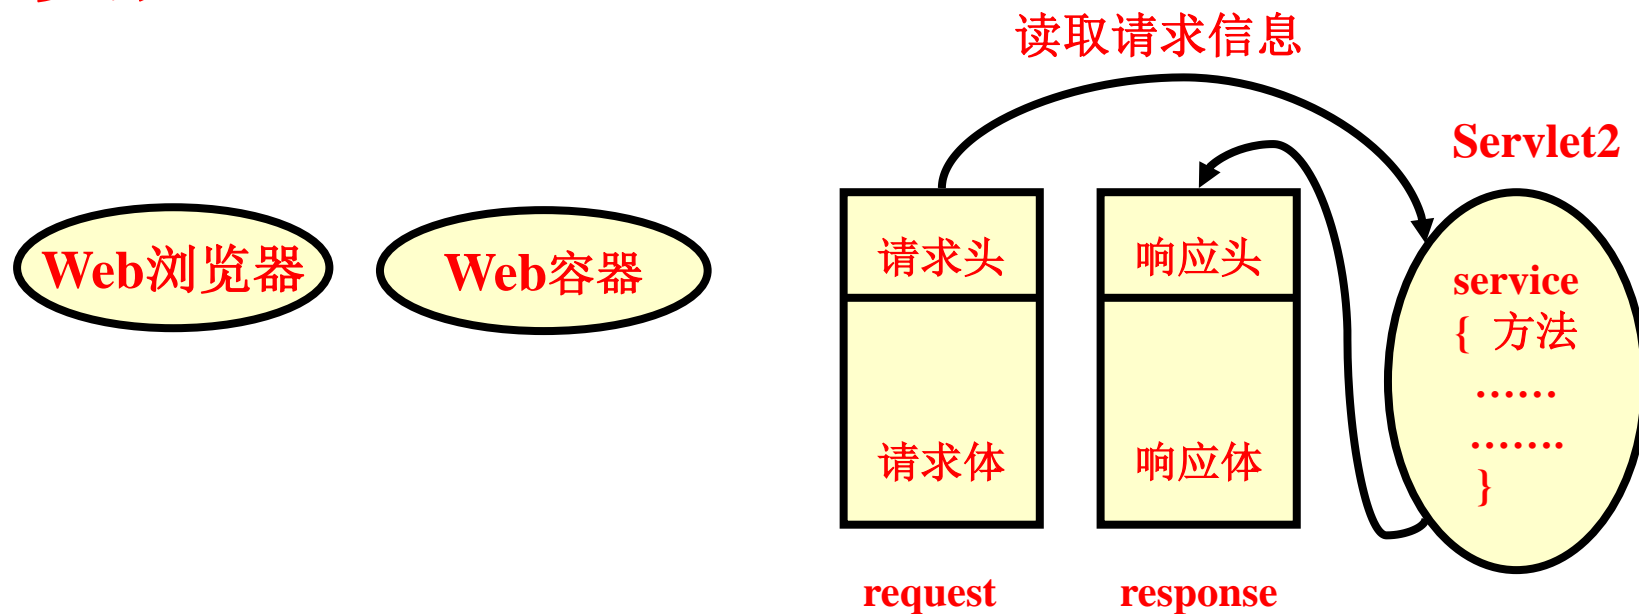 读取请求信息
Servlet2
Web浏览器
Web容器
请求头
响应头
service
{ 方法
……
…….
}
请求体
响应体
request
response